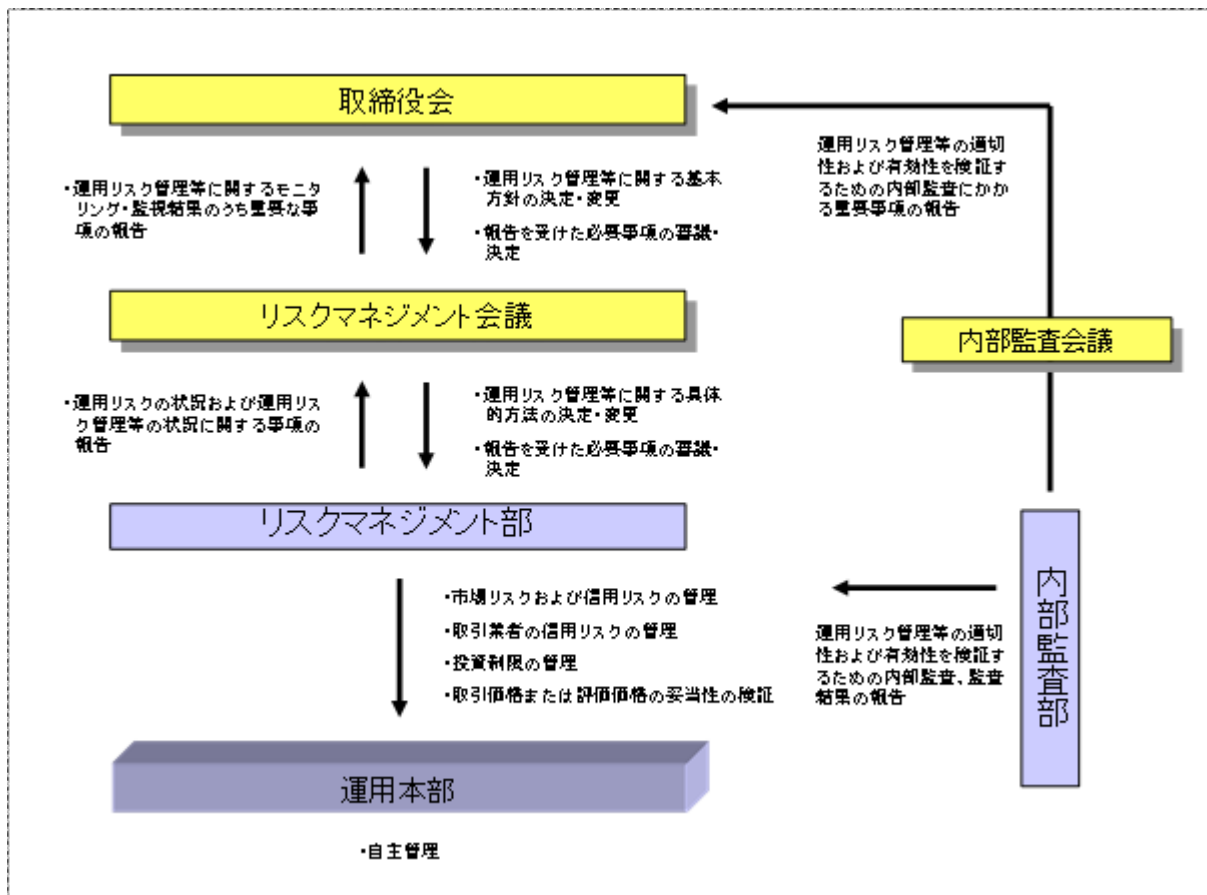 取締役会
・運用リスク管理等に関するモニ
タリング・監視結果のうち重要な事
項の報告
・運用リスク管理等に関する基本
方針の決定・変更
・報告を受けた必要事項の審議・
決定
運用リスク管理等の適切
性および有効性を検証す
るための内部監査にかか
る重要事項の報告
リスクマネジメント会議
内部監査会議
・運用リスクの状況および運用リス
ク管理等の状況に関する事項の
報告
・運用リスク管理等に関する具体
的方法の決定・変更
・報告を受けた必要事項の審議・
決定
リスクマネジメント部
・市場リスクおよび信用リスクの管理
・取引業者の信用リスクの管理
・投資制限の管理
・取引価格または評価価格の妥当性の検証
運用リスク管理等の適切
性および有効性を検証す
るための内部監査、監査
結果の報告
内部監査部
運用本部
・自主管理